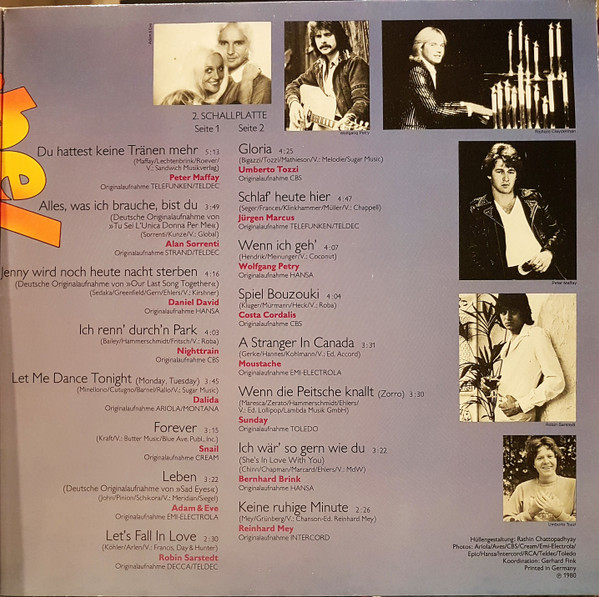 he/
Adam & Eve
Wolfgang Petry
Richard Clayderman
2. SCHALLPLATTE
Seite 1 Seite 2
Du hattest keine Tränen mehr 5:13
(Maffay/Lechtenbrink/Roever/
V.: Sandwich Musikverlag)
Peter Maffay
Originalaufnahme TELEFUNKEN/TELDEC
Alles, was ich brauche, bist du 3:49
(Deutsche Originalaufnahme von
»Tu Sei L'Unica Donna Per Me«)
(Sorrenti/Kunze/V.: Global)
Alan Sorrenti
Originalaufnahme STRAND/TELDEC
Jenny wird noch heute nacht sterben 4:16
(Deutsche Originalaufnahme von »Our Last Song Together«)
(Sedaka/Greenfield/Gern/Ehlers/V.: Kirshner)
Daniel David
Originalaufnahme HANSA
Ich renn' durch'n Park 4:03
(Bailey/Hammerschmidt/Fritsch/V.: Roba)
Nighttrain
Originalaufnahme CBS
Let Me Dance Tonight (Monday, Tuesday) 3:45
(Mirellono/Cutugno/Barnel/Rallo/V.: Sugar Music)
Dalida
Originalaufnahme ARIOLA/MONTANA
Forever 3:15
(Kraft/V.: Butter Music/Blue Ave. Publ., Inc.)
Snail
Originalaufnahme CREAM
Leben 3:22
(Deutsche Originalaufnahme von »Sad Eyes«)
(John/Pinion/Schikora/V.: Meridian/Siegel)
Adam & Eve
Originalaufnahme EMI-ELECTROLA
Let's Fall In Love 2:30
(Köhler/Arlen/V.: Francis, Day & Hunter)
Robin Sarstedt
Originalaufnahme DECCA/TELDEC
Gloria 4:25
(Bigazzi/Tozzi/Mathieson/V.: Melodie/Sugar Music)
Umberto Tozzi
Originalaufnahme CBS
Schlaf' heute hier 4:47
(Seger/Frances/Klinkhammer/Müller/V.: Chappell)
Jürgen Marcus
Originalaufnahme TELEFUNKEN/TELDEC
Wenn ich geh' 4:07
(Hendrik/Meinunger/V.: Coconut)
Wolfgang Petry
Originalaufnahme HANSA
Spiel Bouzouki 4:04
(Kluger/Mürmann/Heck/V.: Roba)
Costa Cordalis
Originalaufnahme CBS
A Stranger In Canada 3:31
(Gerke/Hannes/Kohlmann/V.: Ed. Accord)
Moustache
Originalaufnahme EMI-ELECTROLA
Wenn die Peitsche knallt (Zorro) 3:30
(Maresca/Zerato/Hammerschmidt/Ehlers/
V.: Ed. Lollipop/Lambda Musik GmbH)
Sunday
Originalaufnahme TOLEDO
Ich wär' so gern wie du 3:22
(She's In Love With You)
(Chinn/Chapman/Marcard/Ehlers/V.: MdW)
Bernhard Brink
Originalaufnahme HANSA
Keine ruhige Minute 2:26
(Mey/Grünberg/V.: Chanson-Ed. Reinhard Mey)
Reinhard Mey
Originalaufnahme INTERCORD
Peter Maffay
Robin Sarstedt
Umberto Tozzi
Hüllengestaltung: Rathin Chattopadhyay
Photos: Ariola/Aves/CBS/Cream/Emi-Electrola/
Epic/Hansa/Intercord/RCA/Teldec/Toledo
Koordination: Gerhard Fink
Printed in Germany
℗ 1980